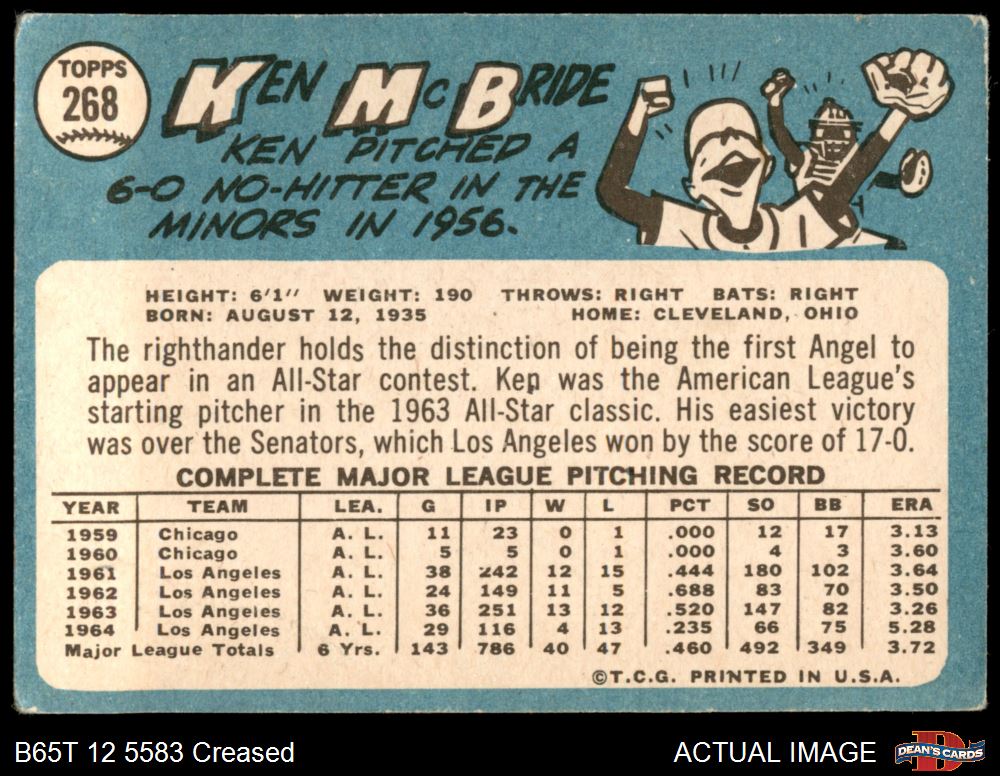 TOPPS
268
KEN McBRIDE
KEN PITCHED A
6-0 NO-HITTER IN THE
MINORS IN 1956.
HEIGHT: 6'1" WEIGHT: 190 THROWS: RIGHT BATS: RIGHT
BORN: AUGUST 12, 1935 HOME: CLEVELAND, OHIO
The righthander holds the distinction of being the first Angel to
appear in an All-Star contest. Ken was the American League's
starting pitcher in the 1963 All-Star classic. His easiest victory
was over the Senators, which Los Angeles won by the score of 17-0.
COMPLETE MAJOR LEAGUE PITCHING RECORD
YEAR TEAM LEA. G IP W L PCT SO BB ERA
1959 Chicago A. L. 11 23 0 1 .000 12 17 3.13
1960 Chicago A. L. 5 5 0 1 .000 4 3 3.60
1961 Los Angeles A. L. 38 242 12 15 .444 180 102 3.64
1962 Los Angeles A. L. 24 149 11 5 .688 83 70 3.50
1963 Los Angeles A. L. 36 251 13 12 .520 147 82 3.26
1964 Los Angeles A. L. 29 116 4 13 .235 66 75 5.28
Major League Totals 6 Yrs. 143 786 40 47 .460 492 349 3.72
©T.C.G. PRINTED IN U.S.A.
B65T 12 5583 Creased ACTUAL IMAGE DEAN'S CARDS